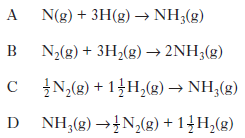 A N(g) + 3H(g) → NH₃(g)
B N₂(g) + 3H₂(g) → 2NH₃(g)
C ½N₂(g) + 1½H₂(g) → NH₃(g)
D NH₃(g) → ½N₂(g) + 1½H₂(g)